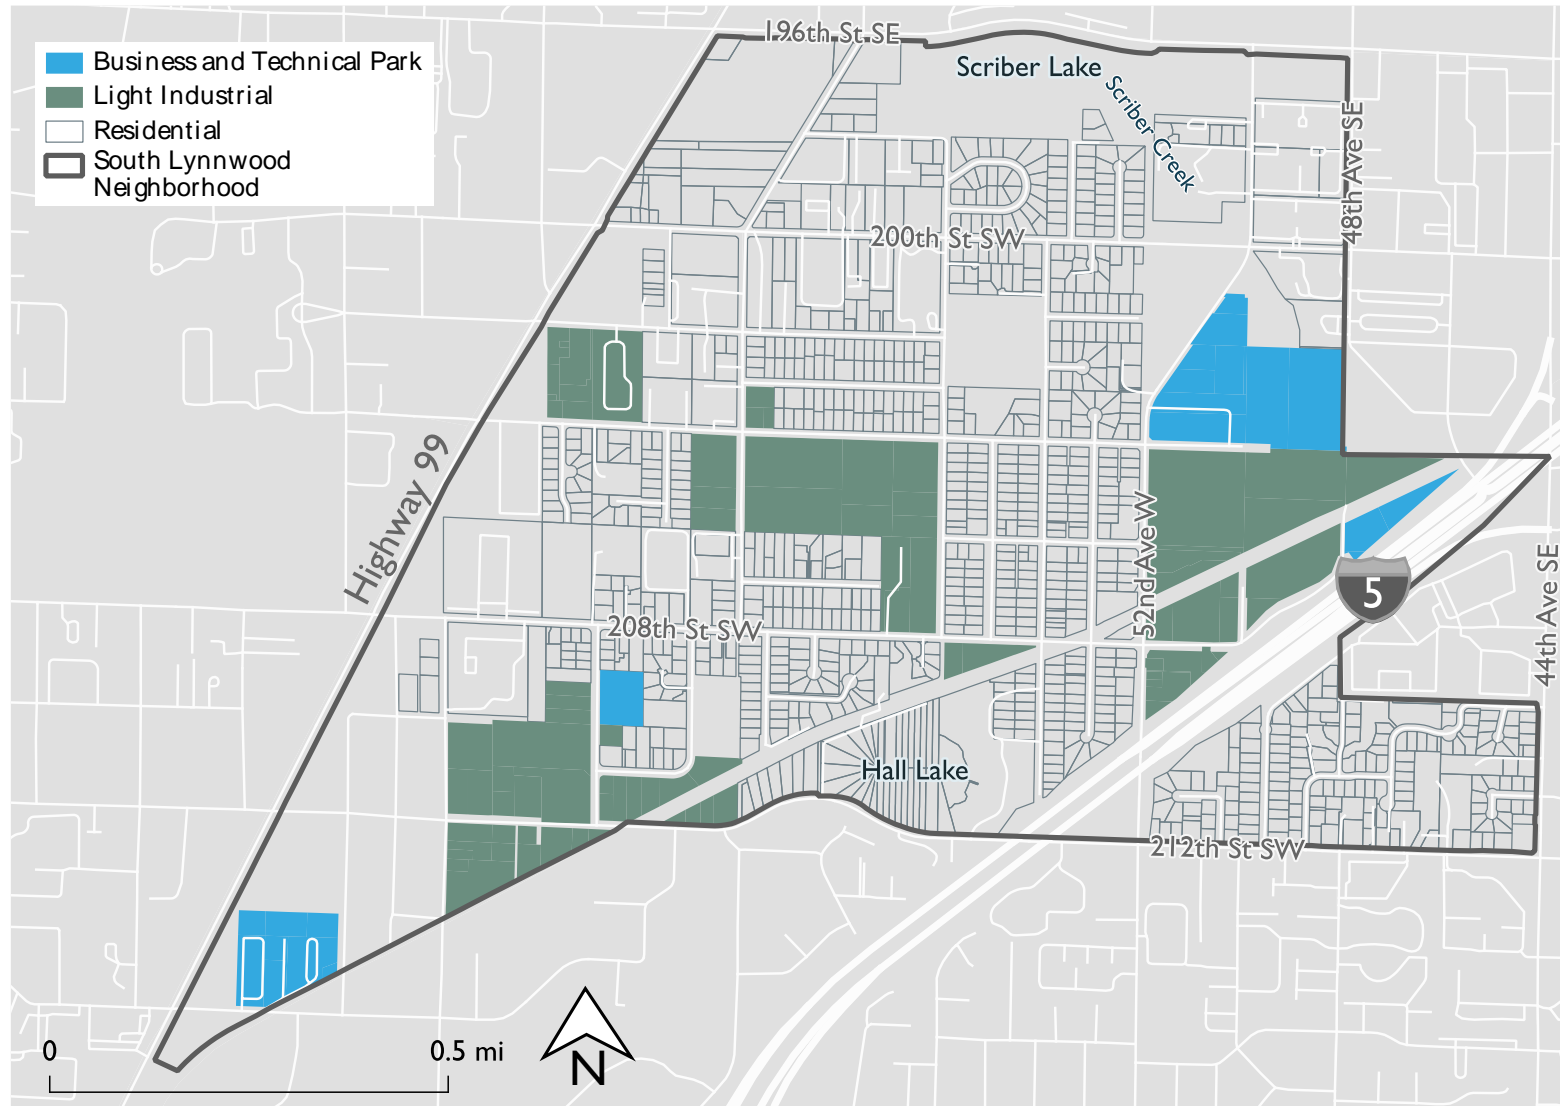 196th St SE
Business and Technical Park
Light Industrial
Residential
South Lynnwood
Neighborhood
Scriber Lake
Scriber Creek
48th Ave SE
200th St SW
Highway 99
52nd Ave W
44th Ave SE
5
208th St SW
Hall Lake
212th St SW
0
0.5 mi
N